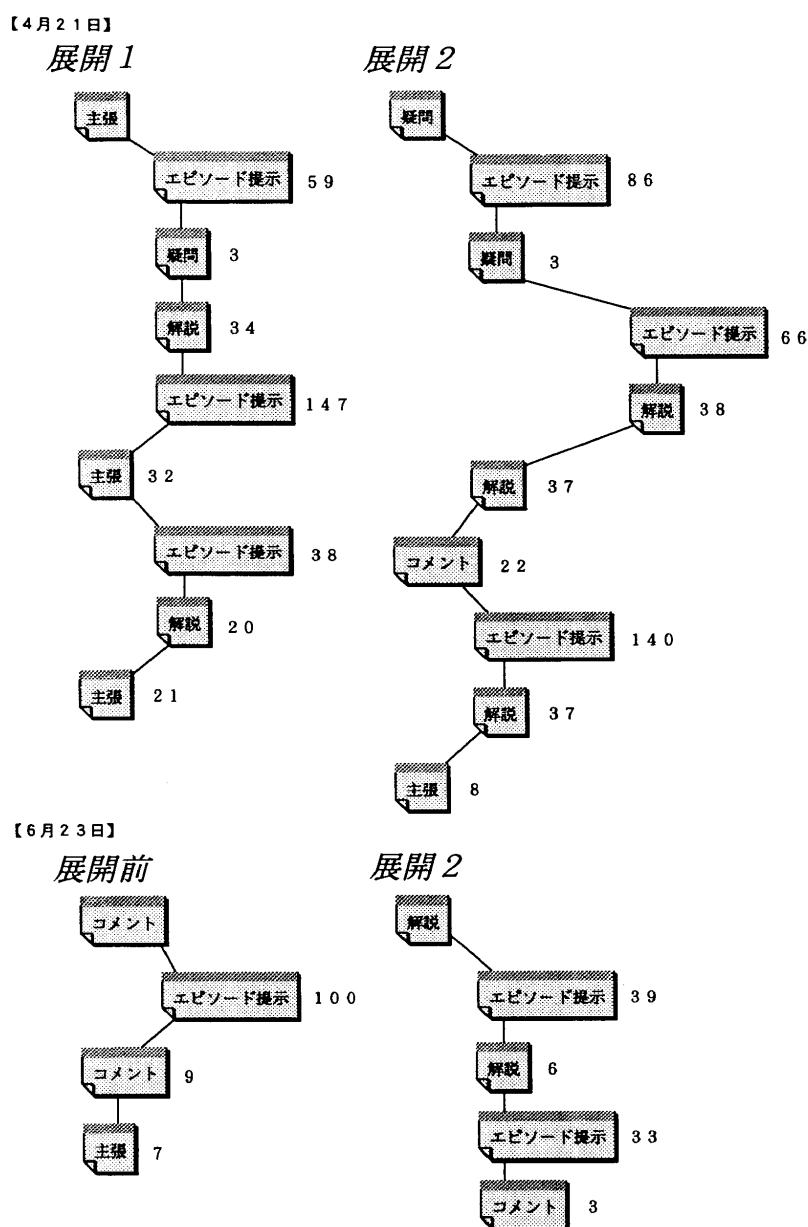 【4月21日】
展開1
主張
エピソード提示 59
疑問 3
解説 34
エピソード提示 147
主張 32
エピソード提示 38
解説 20
主張 21
展開2
疑問
エピソード提示 86
疑問 3
エピソード提示 66
解説 38
解説 37
コメント 22
エピソード提示 140
解説 37
主張 8
【6月23日】
展開前
コメント
エピソード提示 100
コメント 9
主張 7
展開2
解説
エピソード提示 39
解説 6
エピソード提示 33
コメント 3